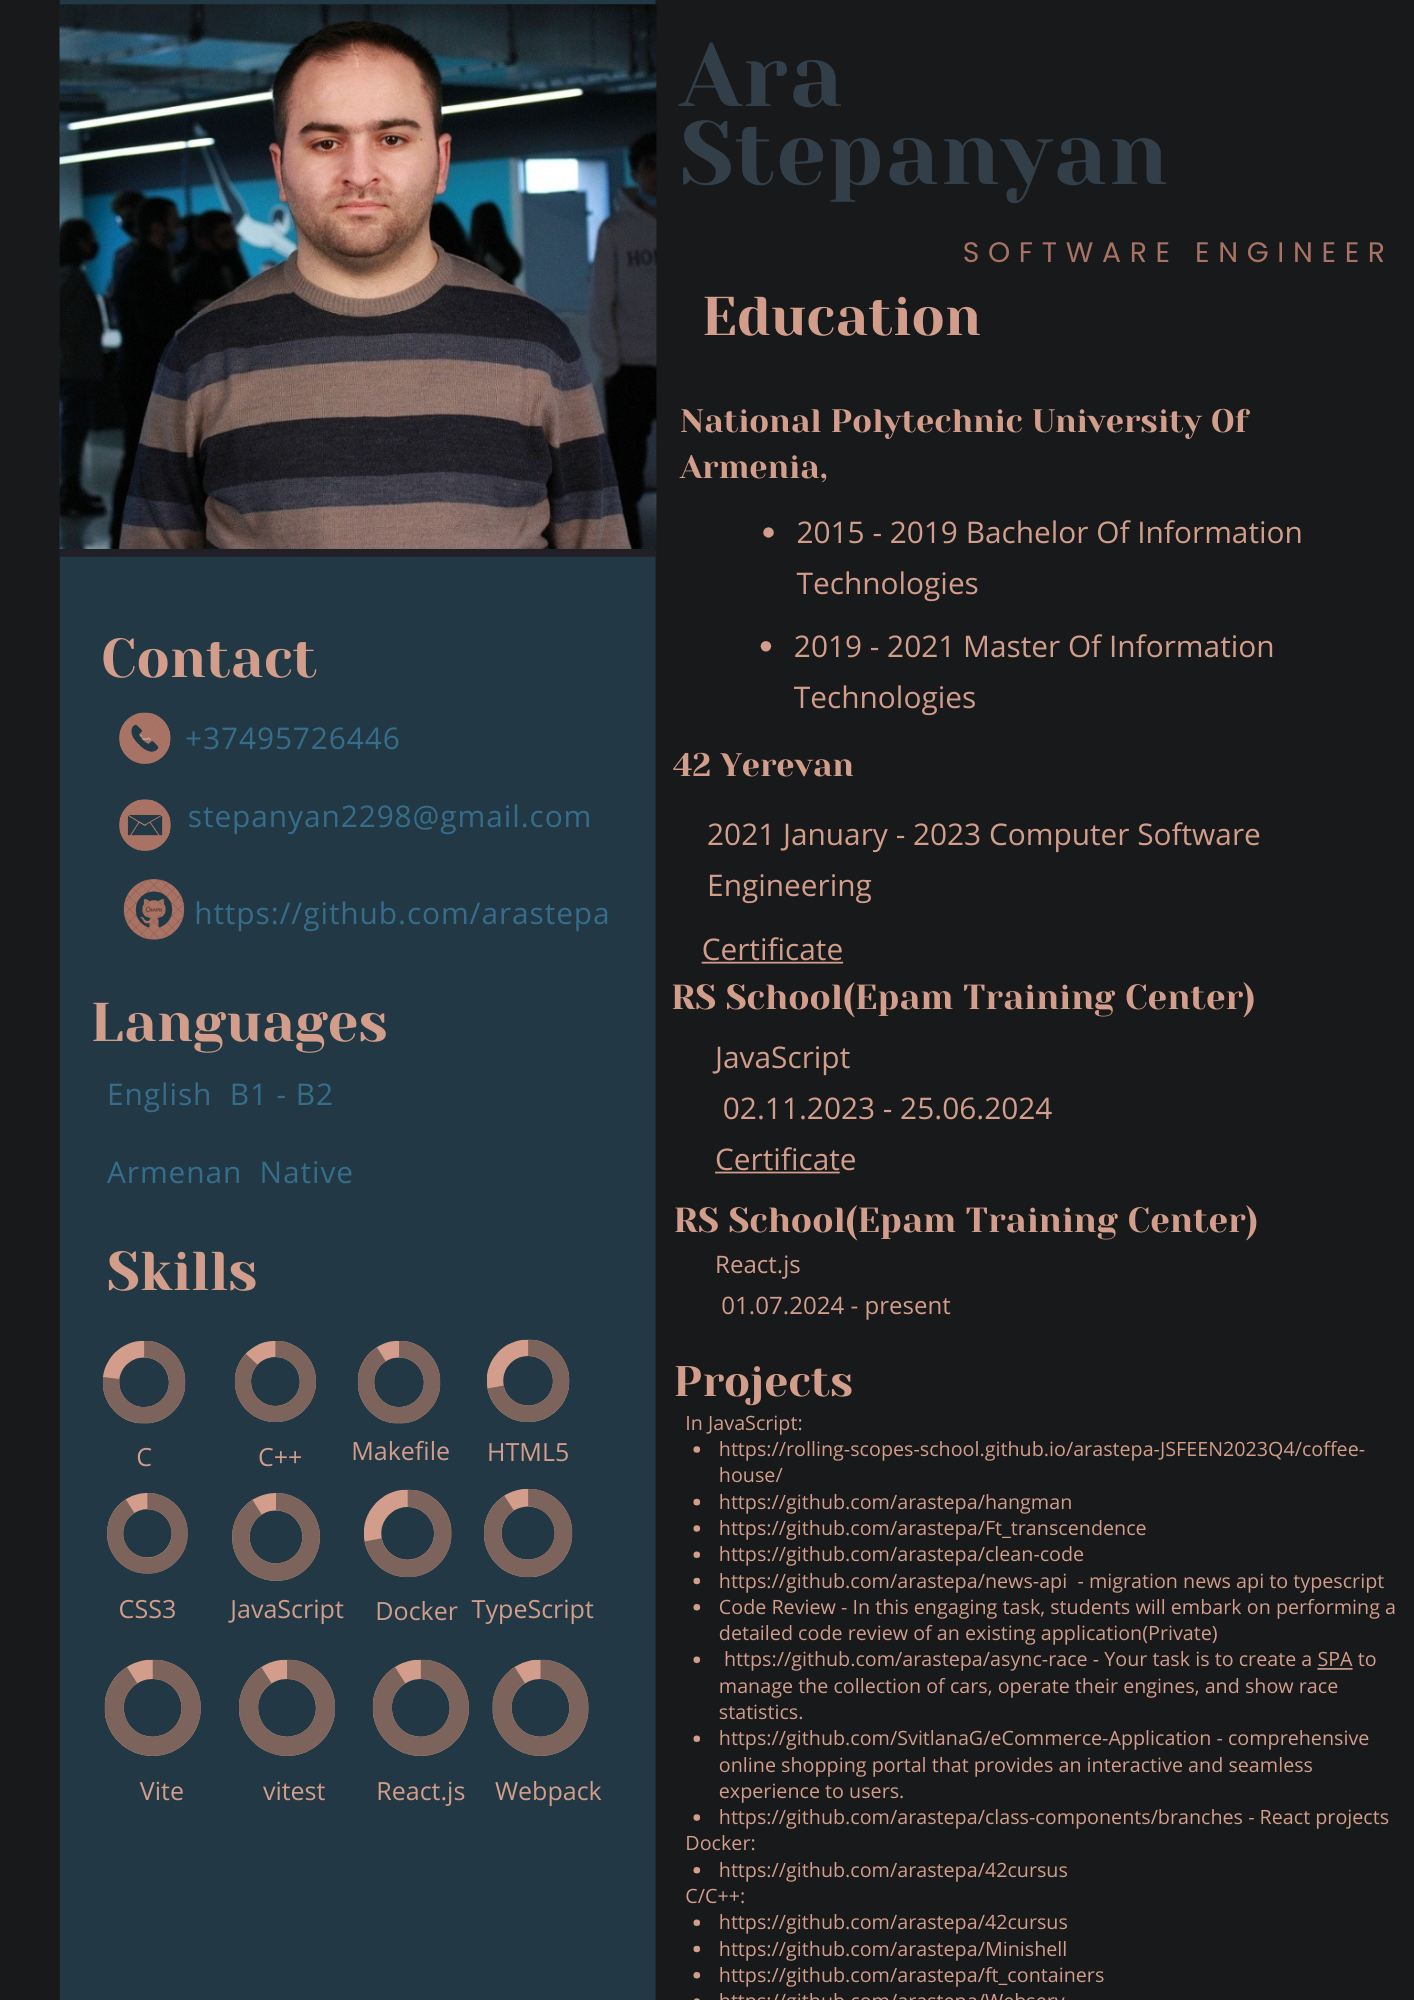 Ara
Stepanyan
SOFTWARE ENGINEER
Contact
+37495726446
stepanyan2298@gmail.com
https://github.com/arastepa
Languages
English  B1 - B2
Armenan  Native
Skills
C
C++
Makefile
HTML5
CSS3
JavaScript
Docker
TypeScript
Vite
vitest
React.js
Webpack
Education
National Polytechnic University Of
Armenia,
• 2015 - 2019 Bachelor Of Information
Technologies
• 2019 - 2021 Master Of Information
Technologies
42 Yerevan
2021 January - 2023 Computer Software
Engineering
Certificate
RS School(Epam Training Center)
JavaScript
02.11.2023 - 25.06.2024
Certificate
RS School(Epam Training Center)
React.js
01.07.2024 - present
Projects
In JavaScript:
• https://rolling-scopes-school.github.io/arastepa-JSFEEN2023Q4/coffee-
house/
• https://github.com/arastepa/hangman
• https://github.com/arastepa/Ft_transcendence
• https://github.com/arastepa/clean-code
• https://github.com/arastepa/news-api  - migration news api to typescript
• Code Review - In this engaging task, students will embark on performing a
detailed code review of an existing application(Private)
• https://github.com/arastepa/async-race - Your task is to create a SPA to
manage the collection of cars, operate their engines, and show race
statistics.
• https://github.com/SvitlanaG/eCommerce-Application - comprehensive
online shopping portal that provides an interactive and seamless
experience to users.
• https://github.com/arastepa/class-components/branches - React projects
Docker:
• https://github.com/arastepa/42cursus
C/C++:
• https://github.com/arastepa/42cursus
• https://github.com/arastepa/Minishell
• https://github.com/arastepa/ft_containers